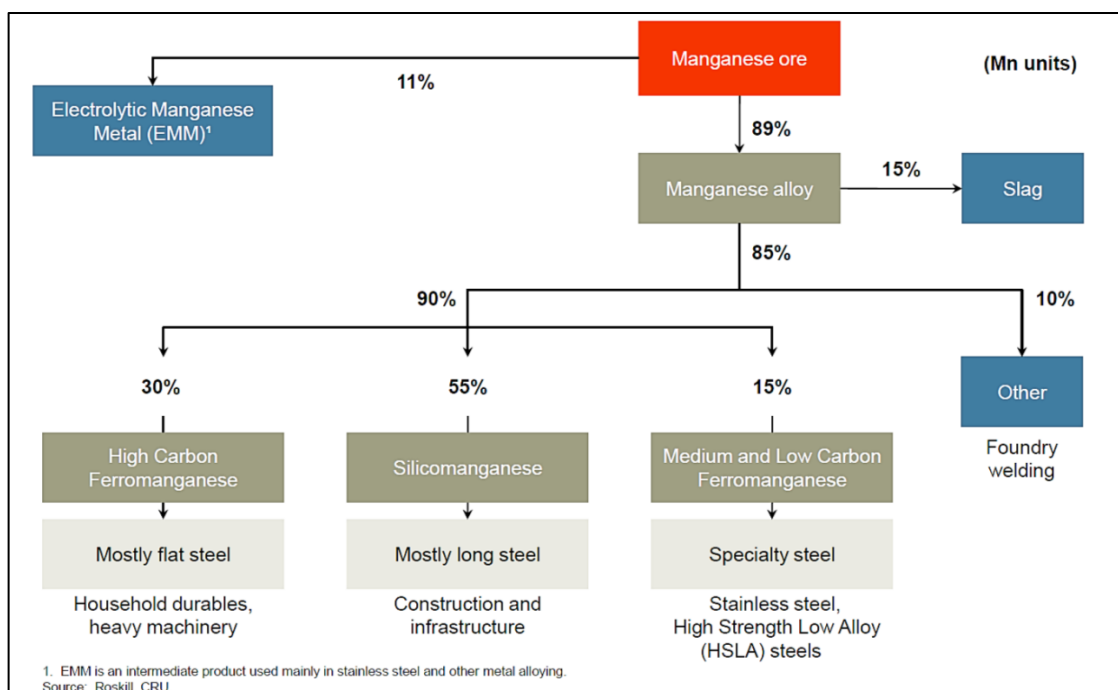 Manganese ore
(Mn units)
11%
Electrolytic Manganese
Metal (EMM)¹
89%
Manganese alloy
15%
Slag
85%
90%
10%
30%
55%
15%
Other
Foundry
welding
High Carbon
Ferromanganese
Silicomanganese
Medium and Low Carbon
Ferromanganese
Mostly flat steel
Mostly long steel
Specialty steel
Household durables,
heavy machinery
Construction and
infrastructure
Stainless steel,
High Strength Low Alloy
(HSLA) steels
1. EMM is an intermediate product used mainly in stainless steel and other metal alloying.
Source: Roskill, CRU